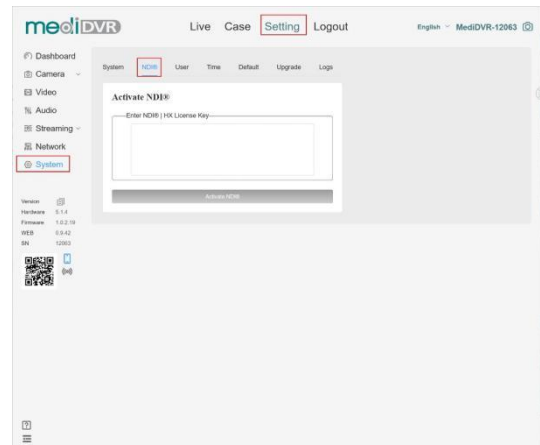 mediDVR
Live Case Setting Logout
English MediDVR-12063
Dashboard
Camera
Video
Audio
Streaming
Network
System
System NDI® User Time Default Upgrade Logs
Activate NDI®
Enter NDI® | HX License Key
Activate NDI®
Version
Hardware 5.1.4
Firmware 1.0.2.19
WEB 0.9.42
SN 12063